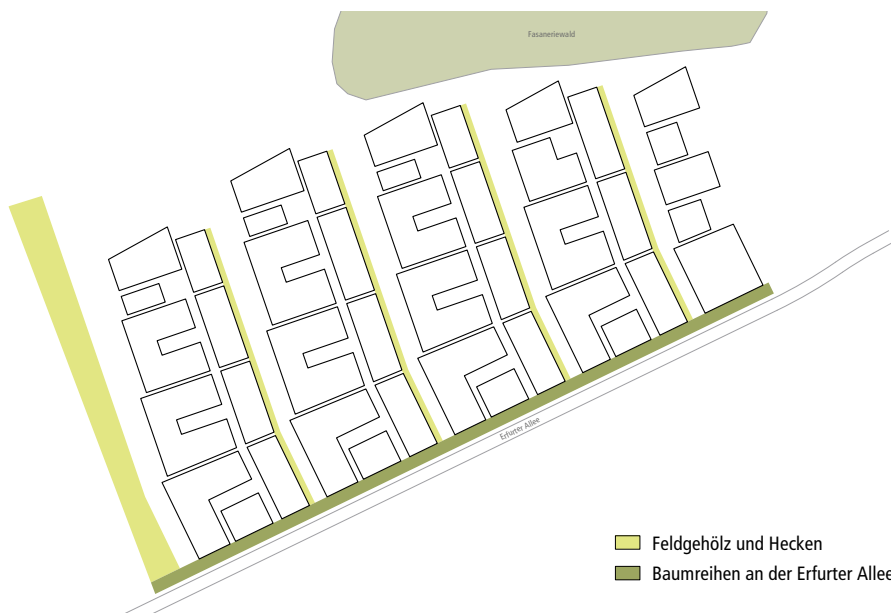 Fasaneriewald
Erfurter Allee
Feldgehölz und Hecken
Baumreihen an der Erfurter Allee